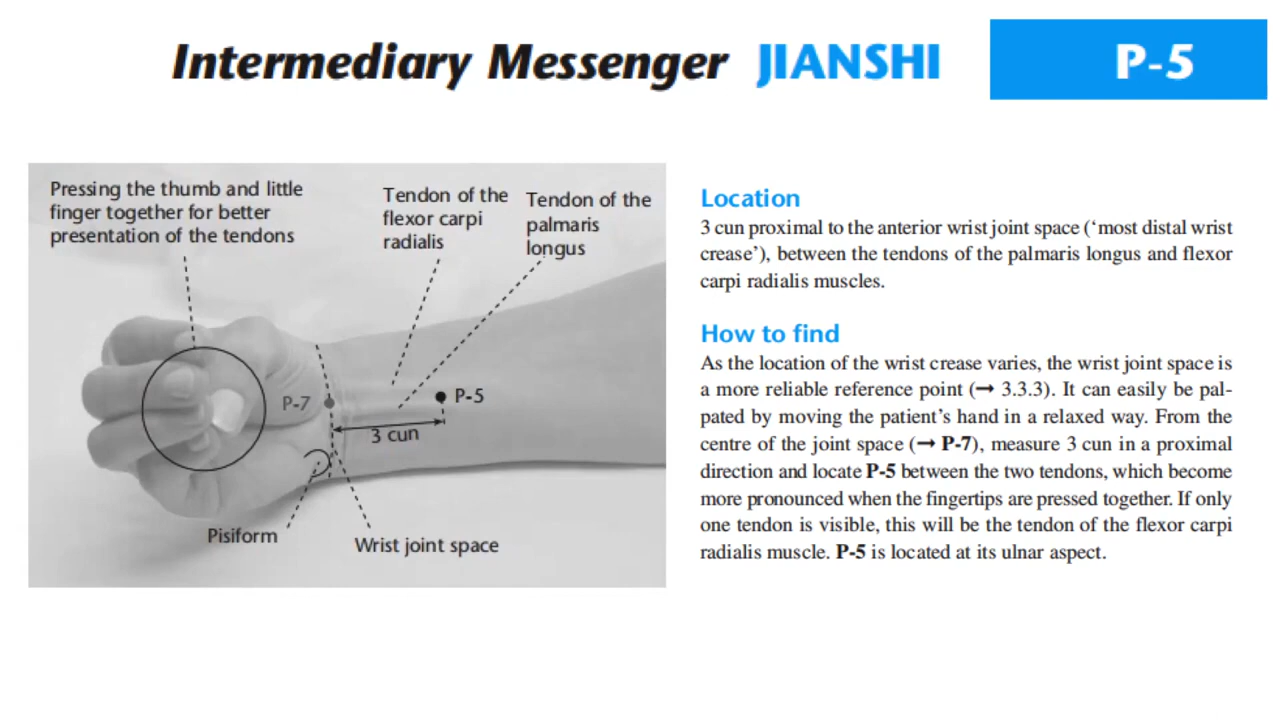 Intermediary Messenger JIANSHI P-5
Pressing the thumb and little
finger together for better
presentation of the tendons
Tendon of the
flexor carpi
radialis
Tendon of the
palmaris
longus
P-7
P-5
3 cun
Pisiform
Wrist joint space
Location
3 cun proximal to the anterior wrist joint space (‘most distal wrist
crease’), between the tendons of the palmaris longus and flexor
carpi radialis muscles.
How to find
As the location of the wrist crease varies, the wrist joint space is
a more reliable reference point (→ 3.3.3). It can easily be pal-
pated by moving the patient’s hand in a relaxed way. From the
centre of the joint space (→ P-7), measure 3 cun in a proximal
direction and locate P-5 between the two tendons, which become
more pronounced when the fingertips are pressed together. If only
one tendon is visible, this will be the tendon of the flexor carpi
radialis muscle. P-5 is located at its ulnar aspect.